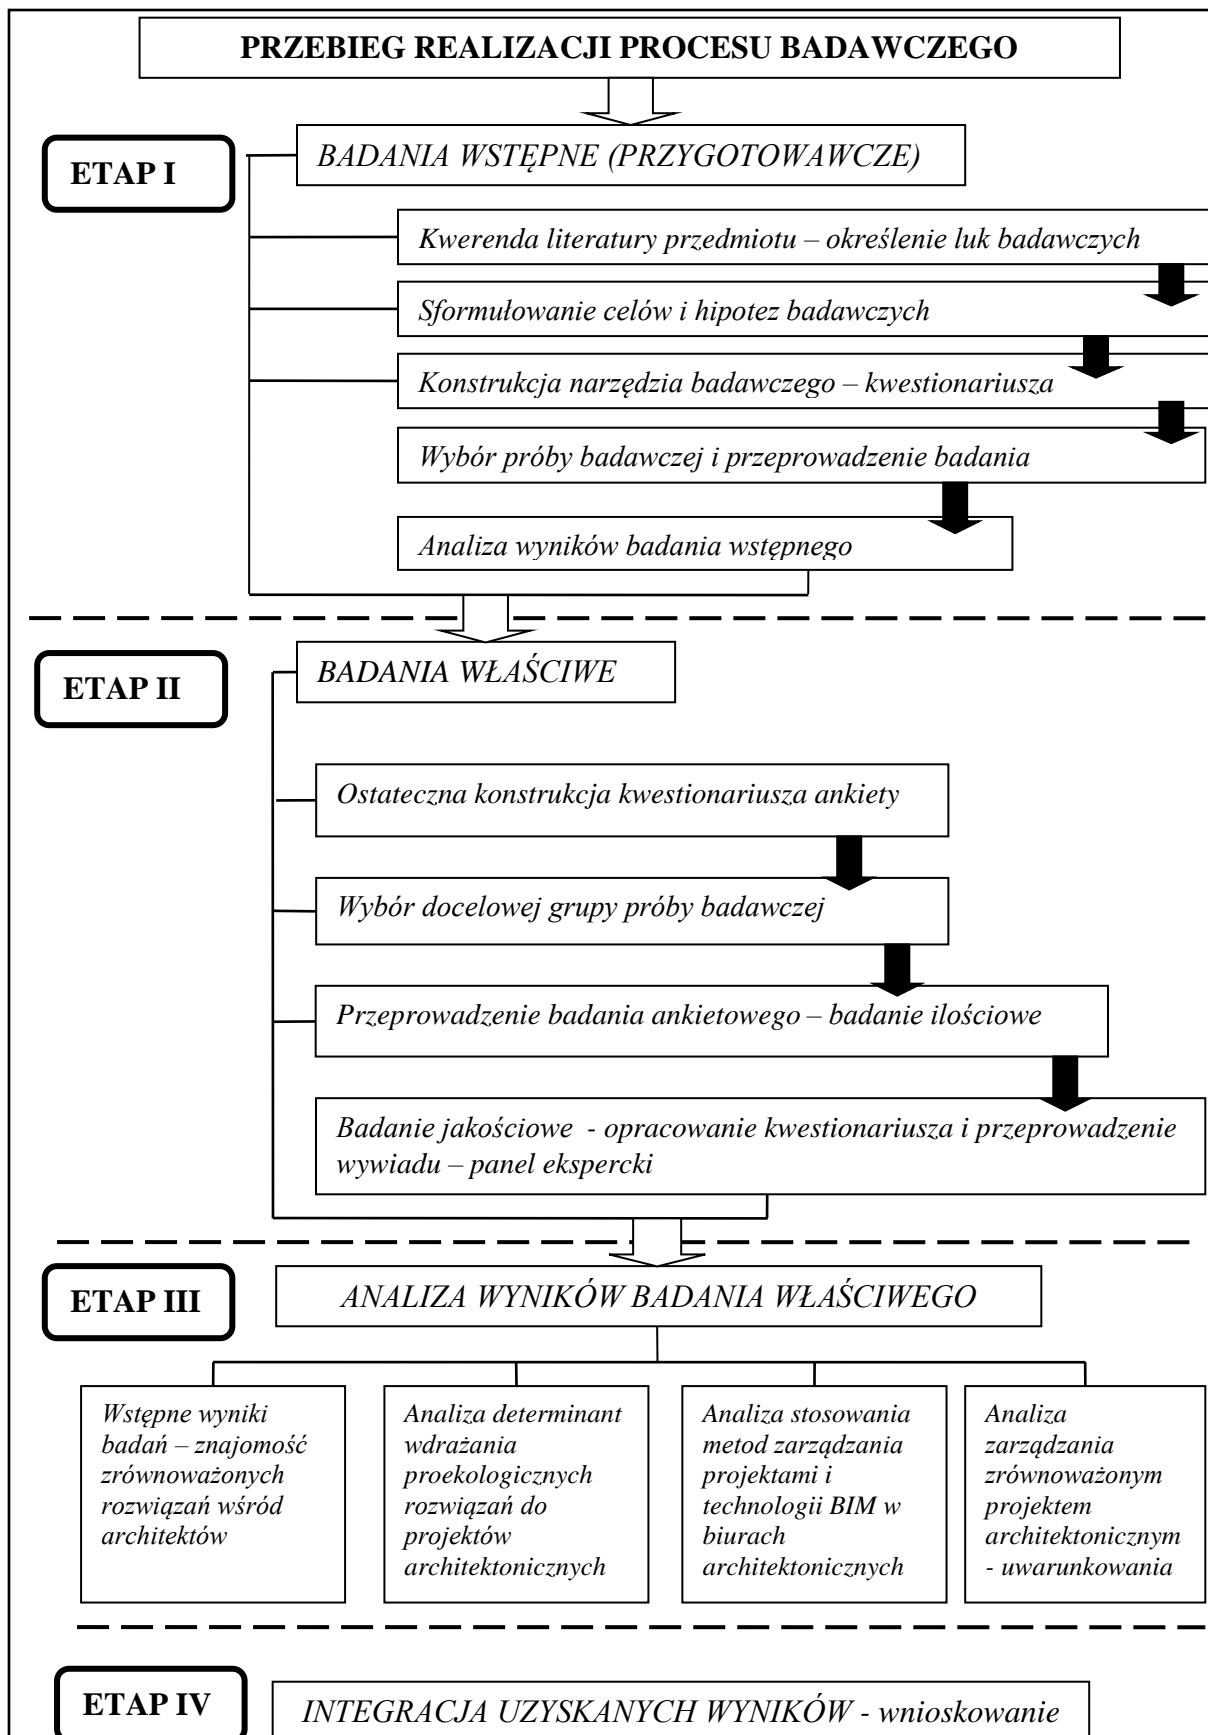 PRZEBIEG REALIZACJI PROCESU BADAWCZEGO
ETAP I
BADANIA WSTĘPNE (PRZYGOTOWAWCZE)
Kwerenda literatury przedmiotu – określenie luk badawczych
Sformułowanie celów i hipotez badawczych
Konstrukcja narzędzia badawczego – kwestionariusza
Wybór próby badawczej i przeprowadzenie badania
Analiza wyników badania wstępnego
ETAP II
BADANIA WŁAŚCIWE
Ostateczna konstrukcja kwestionariusza ankiety
Wybór docelowej grupy próby badawczej
Przeprowadzenie badania ankietowego – badanie ilościowe
Badanie jakościowe  - opracowanie kwestionariusza i przeprowadzenie
wywiadu – panel ekspercki
ETAP III
ANALIZA WYNIKÓW BADANIA WŁAŚCIWEGO
Wstępne wyniki
badań – znajomość
zrównoważonych
rozwiązań wśród
architektów
Analiza determinant
wdrażania
proekologicznych
rozwiązań do
projektów
architektonicznych
Analiza stosowania
metod zarządzania
projektami i
technologii BIM w
biurach
architektonicznych
Analiza
zarządzania
zrównoważonym
projektem
architektonicznym
- uwarunkowania
ETAP IV
INTEGRACJA UZYSKANYCH WYNIKÓW - wnioskowanie